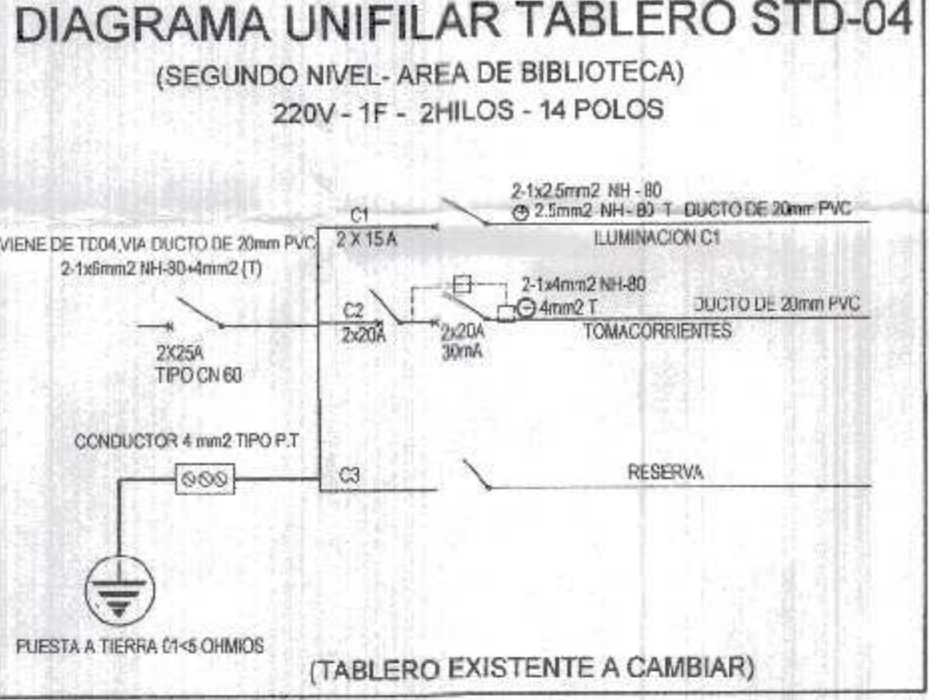 DIAGRAMA UNIFILAR TABLERO STD-04
(SEGUNDO NIVEL- AREA DE BIBLIOTECA)
220V - 1F - 2HILOS - 14 POLOS
VIENE DE TD04,VIA DUCTO DE 20mm PVC
2-1x6mm2 NH-80+4mm2 (T)
2X25A
TIPO CN 60
C1
2 X 15 A
2-1x2.5mm2 NH - 80
2.5mm2 NH - 80 T DUCTO DE 20mm PVC
ILUMINACION C1
C2
2x20A
2x20A
30mA
2-1x4mm2 NH-80
4mm2 T
DUCTO DE 20mm PVC
TOMACORRIENTES
CONDUCTOR 4 mm2 TIPO P.T
C3
RESERVA
PUESTA A TIERRA 01<5 OHMIOS
(TABLERO EXISTENTE A CAMBIAR)